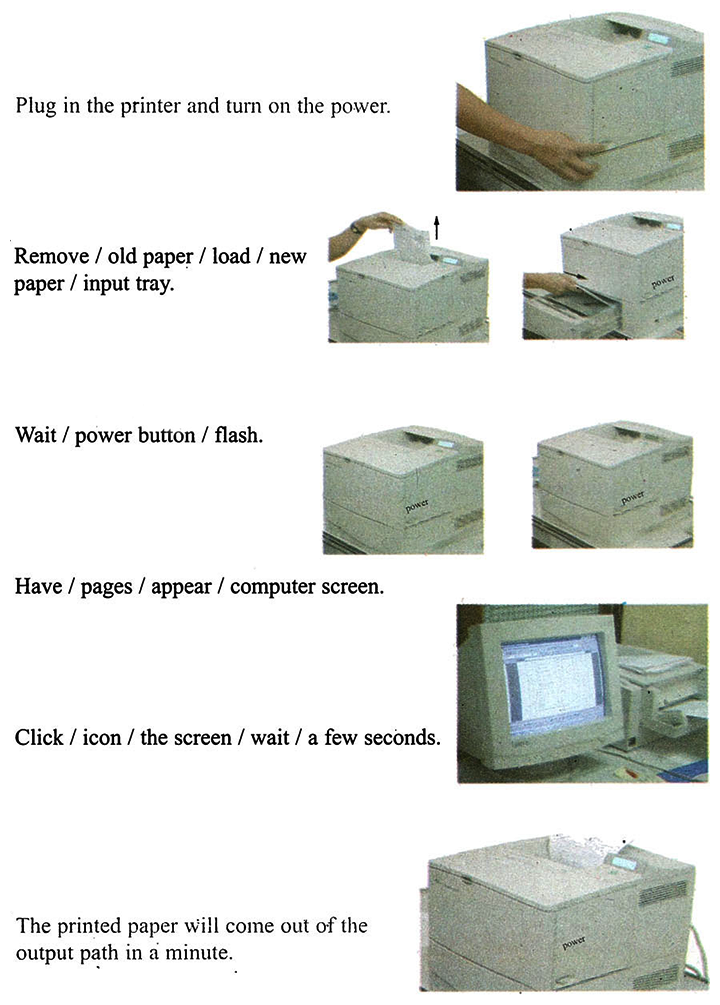 Plug in the printer and turn on the power.
Remove / old paper / load / new
paper / input tray.
power
Wait / power button / flash.
power
power
Have / pages / appear / computer screen.
Click / icon / the screen / wait / a few seconds.
The printed paper will come out of the
output path in a minute.
power